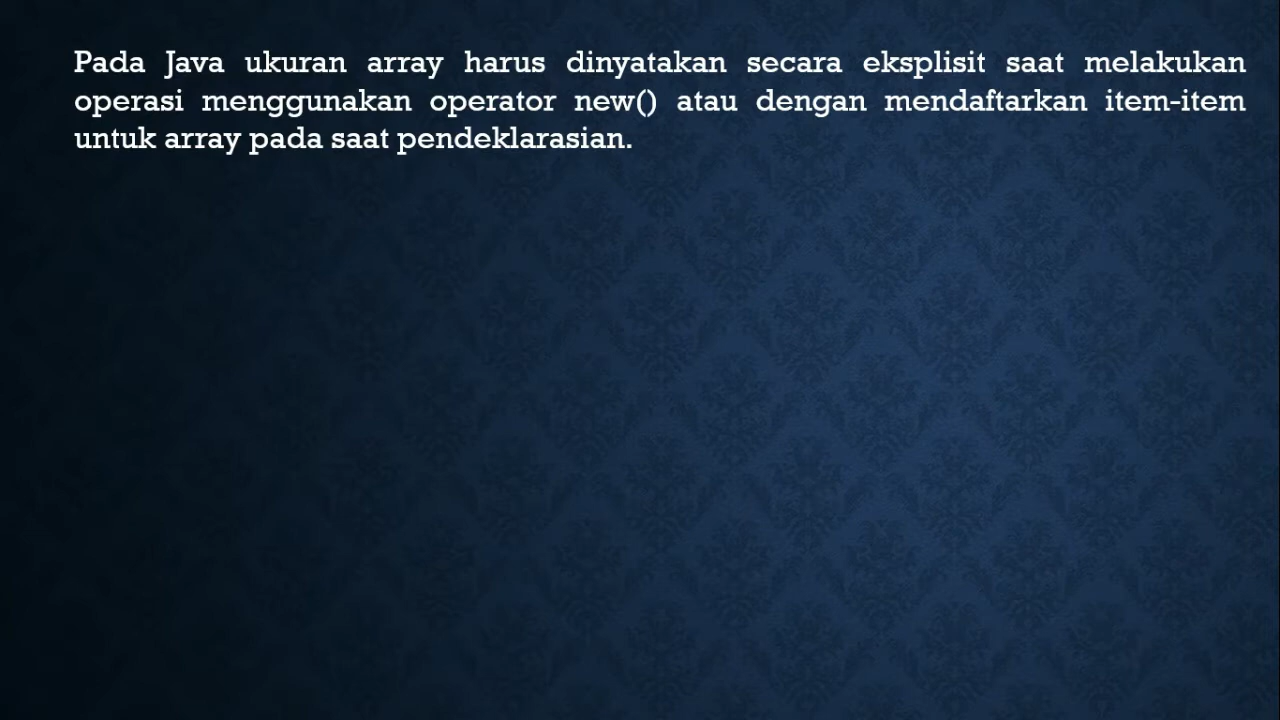 Pada Java ukuran array harus dinyatakan secara eksplisit saat melakukan
operasi menggunakan operator new() atau dengan mendaftarkan item-item
untuk array pada saat pendeklarasian.